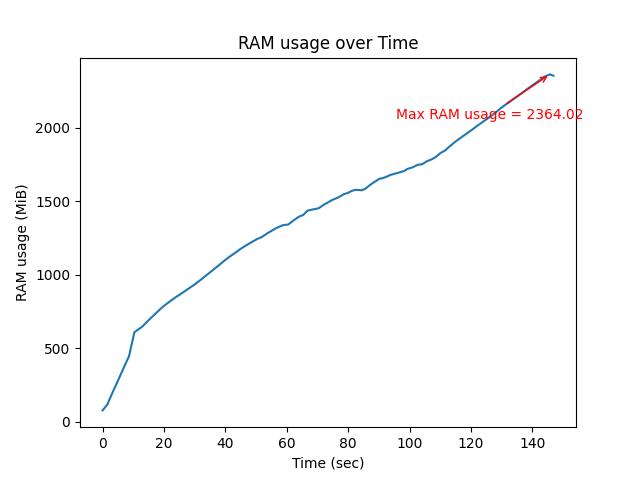 RAM usage over Time
Max RAM usage = 2364.02
RAM usage (MiB)
2000
1500
1000
500
0
0 20 40 60 80 100 120 140
Time (sec)